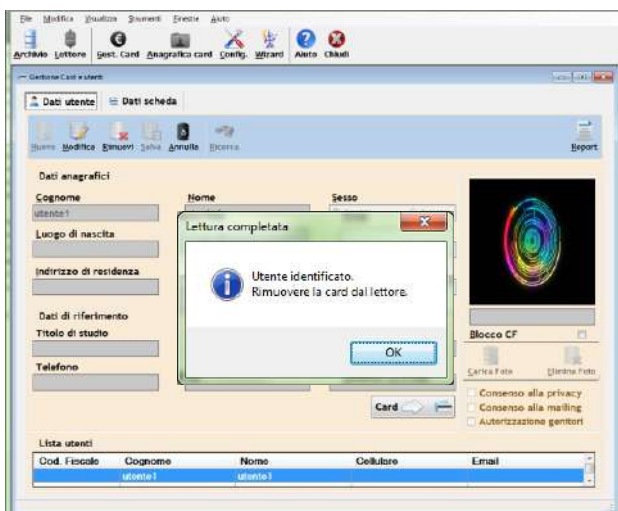 File Modifica Visualizza Strumenti Finestre Aiuto
Archivio Lettore Gest. Card Anagrafica card Config. Wizard Aiuto Chiudi
Gestione Card e utenti
Dati utente Dati scheda
Nuovo Modifica Rimuovi Salva Annulla Ricerca Report
Dati anagrafici
Cognome Nome Sesso
utente1
Luogo di nascita
Indirizzo di residenza
Dati di riferimento
Titolo di studio
Telefono
Lettura completata
Utente identificato.
Rimuovere la card dal lettore.
OK
Blocco CF
Carica Foto Elimina Foto
Consenso alla privacy
Consenso alla mailing
Autorizzazione genitori
Card
Lista utenti
Cod. Fiscale Cognome Nome Cellulare Email
utente1 utente1